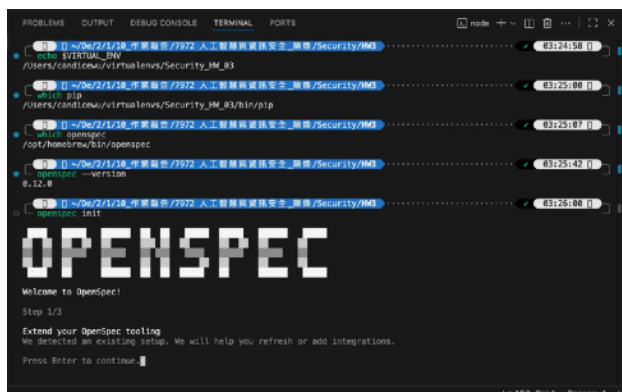 PROBLEMS OUTPUT DEBUG CONSOLE TERMINAL PORTS node
~/De/2/1/10_作業報告/7972 人工智慧與資訊安全_陳煒/Security/HW3 03:24:58
echo $VIRTUAL_ENV
/Users/candicewu/virtualenvs/Security_HW_03
~/De/2/1/10_作業報告/7972 人工智慧與資訊安全_陳煒/Security/HW3 03:25:00
which pip
/Users/candicewu/virtualenvs/Security_HW_03/bin/pip
~/De/2/1/10_作業報告/7972 人工智慧與資訊安全_陳煒/Security/HW3 03:25:07
which openspec
/opt/homebrew/bin/openspec
~/De/2/1/10_作業報告/7972 人工智慧與資訊安全_陳煒/Security/HW3 03:25:42
openspec --version
0.12.0
~/De/2/1/10_作業報告/7972 人工智慧與資訊安全_陳煒/Security/HW3 03:26:00
openspec init
OPENSPEC
Welcome to OpenSpec!
Step 1/3
Extend your OpenSpec tooling
We detected an existing setup. We will help you refresh or add integrations.
Press Enter to continue.